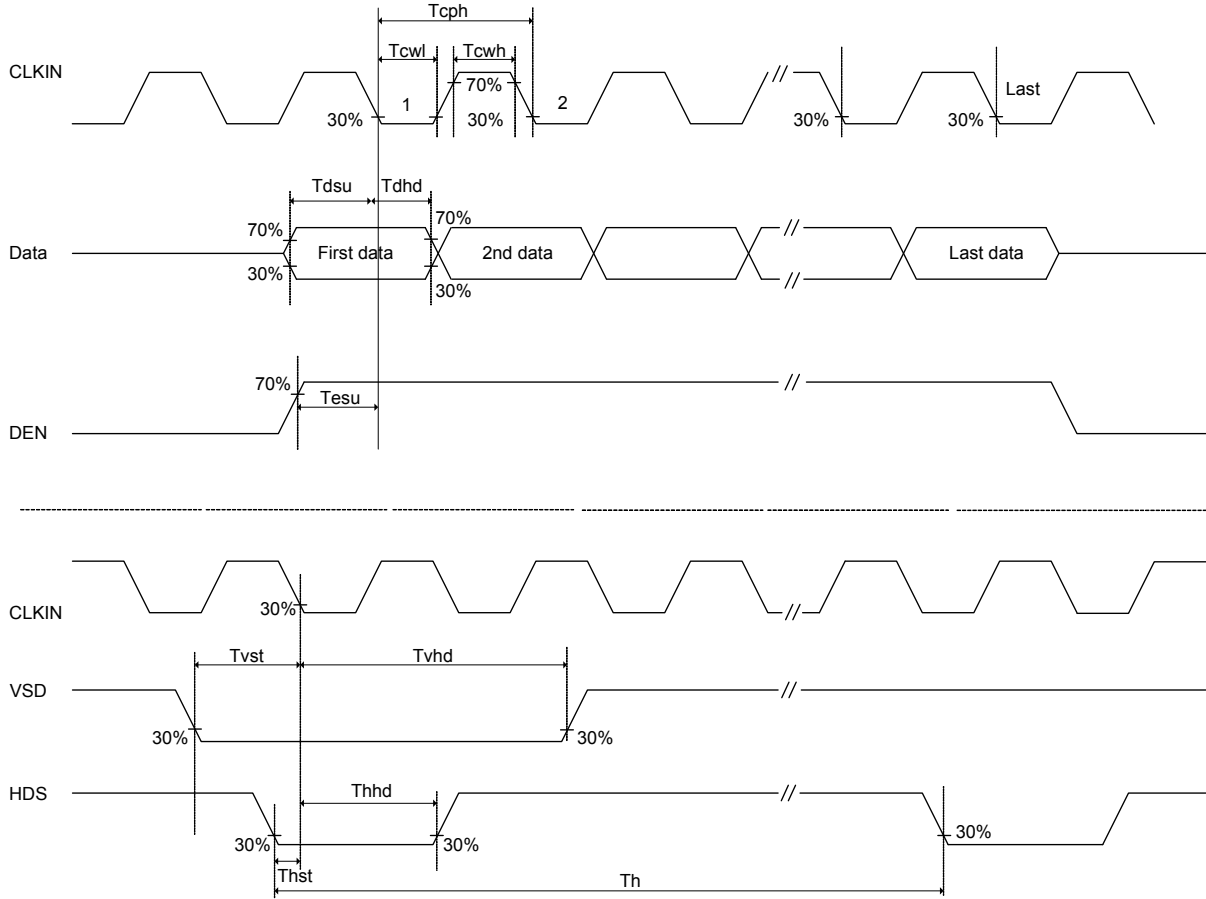 Tcph
Tcwl Tcwh
CLKIN
70%
30% 1 30% 2 30% 30% Last
Tdsu Tdhd
70% 70%
Data First data 2nd data Last data
30% 30%
70%
Tesu
DEN
30%
CLKIN
Tvst Tvhd
VSD
30% 30%
HDS Thhd
30% 30% 30%
Thst Th